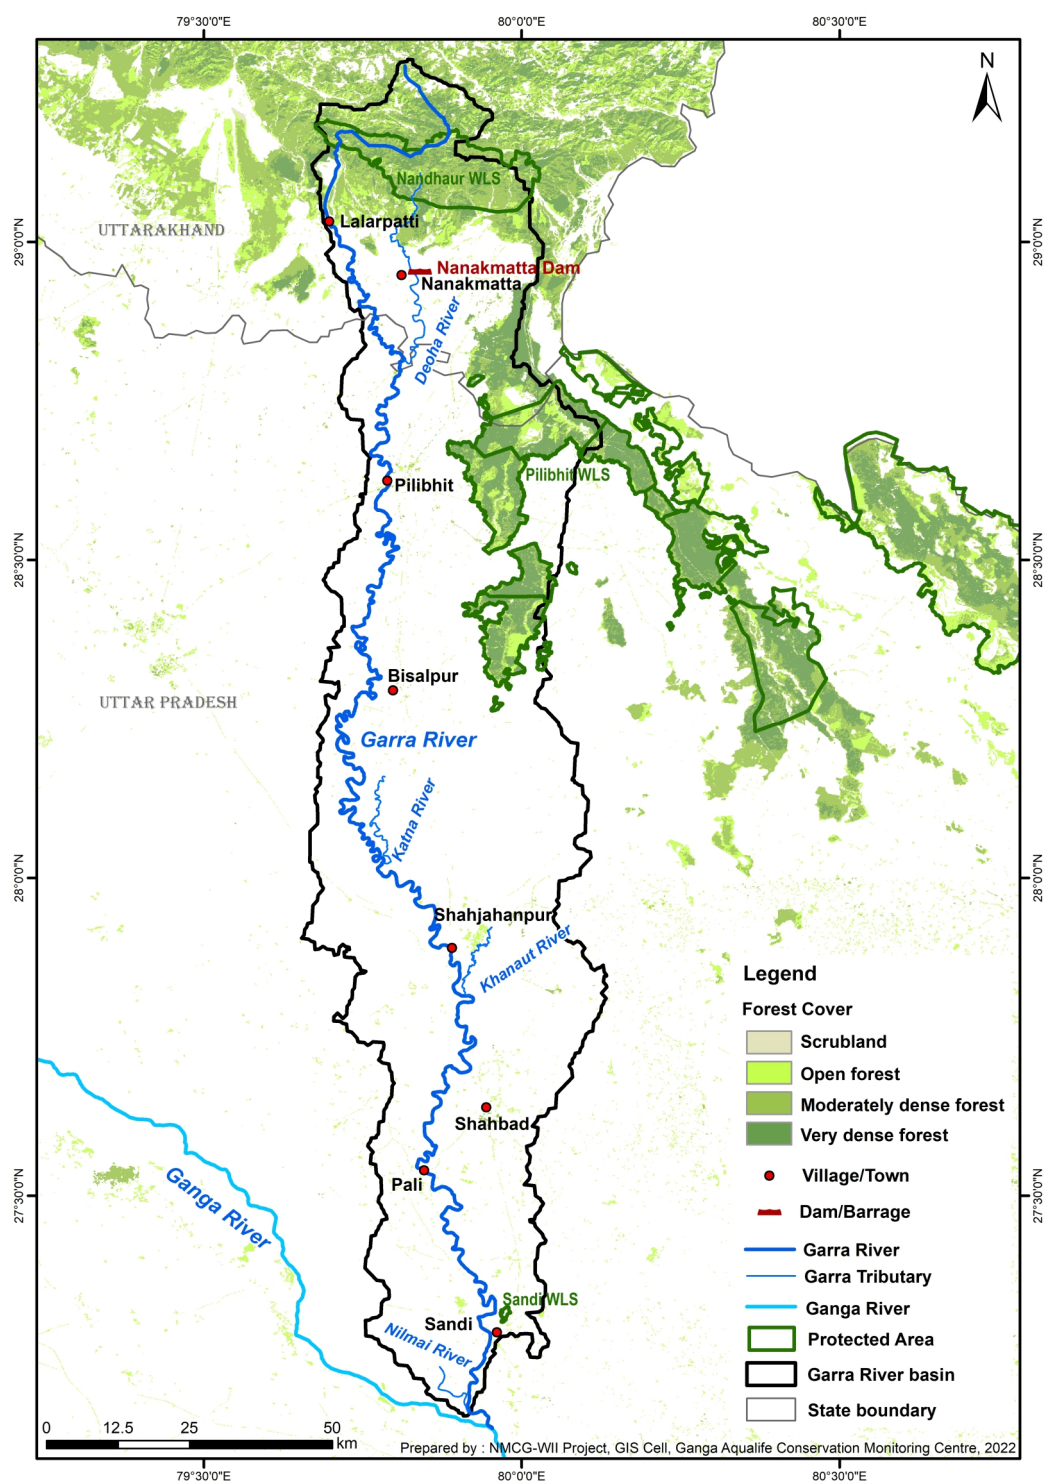 79°30'0"E
80°0'0"E
80°30'0"E
N
Nandhaur WLS
Lalarpatti
UTTARAKHAND
29°0'0"N
29°0'0"N
Nanakmatta Dam
Nanakmatta
Deoha River
Pilibhit WLS
Pilibhit
28°30'0"N
28°30'0"N
Bisalpur
UTTAR PRADESH
Garra River
Katna River
28°0'0"N
28°0'0"N
Shahjahanpur
Khanaut River
Legend
Forest Cover
Scrubland
Open forest
Moderately dense forest
Very dense forest
Village/Town
Dam/Barrage
Garra River
Garra Tributary
Ganga River
Protected Area
Garra River basin
State boundary
Shahbad
Pali
27°30'0"N
27°30'0"N
Ganga River
Sandi WLS
Sandi
Nilmai River
0 12.5 25 50
km
Prepared by : NMCG-WII Project, GIS Cell, Ganga Aqualife Conservation Monitoring Centre, 2022
79°30'0"E
80°0'0"E
80°30'0"E